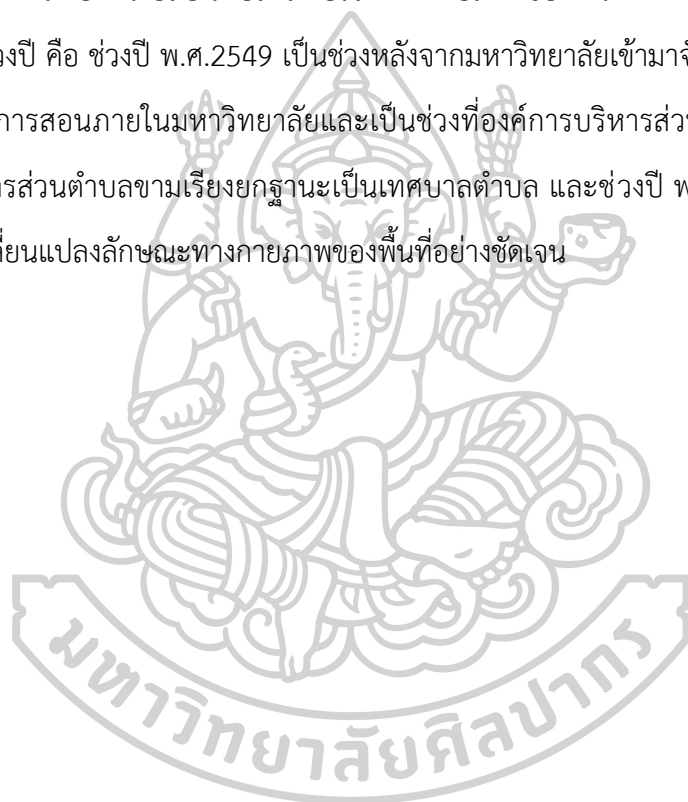 วงปี คือ ช่วงปี พ.ศ.2549 เป็นช่วงหลังจากมหาวิทยาลัยเข้ามาจั
การสอนภายในมหาวิทยาลัยและเป็นช่วงที่องค์การบริหารส่วน
รส่วนตำบลขามเรียงยกฐานะเป็นเทศบาลตำบล และช่วงปี พ
ลี่ยนแปลงลักษณะทางกายภาพของพื้นที่อย่างชัดเจน
มหาวิทยาลัยศิลปากร